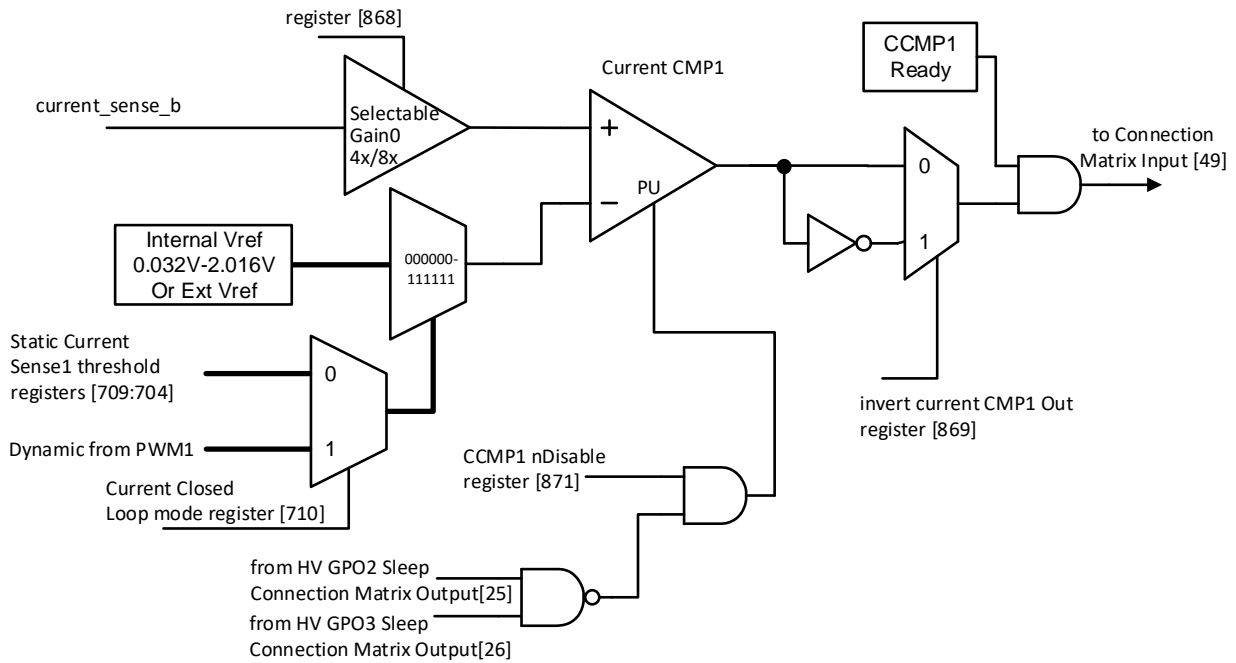 register [868]
current_sense_b
Selectable
Gain0
4x/8x
Current CMP1
+
−
PU
CCMP1
Ready
0
1
to Connection
Matrix Input [49]
Internal Vref
0.032V-2.016V
Or Ext Vref
000000-
111111
Static Current
Sense1 threshold
registers [709:704]
0
Dynamic from PWM1
1
Current Closed
Loop mode register [710]
invert current CMP1 Out
register [869]
CCMP1 nDisable
register [871]
from HV GPO2 Sleep
Connection Matrix Output[25]
from HV GPO3 Sleep
Connection Matrix Output[26]